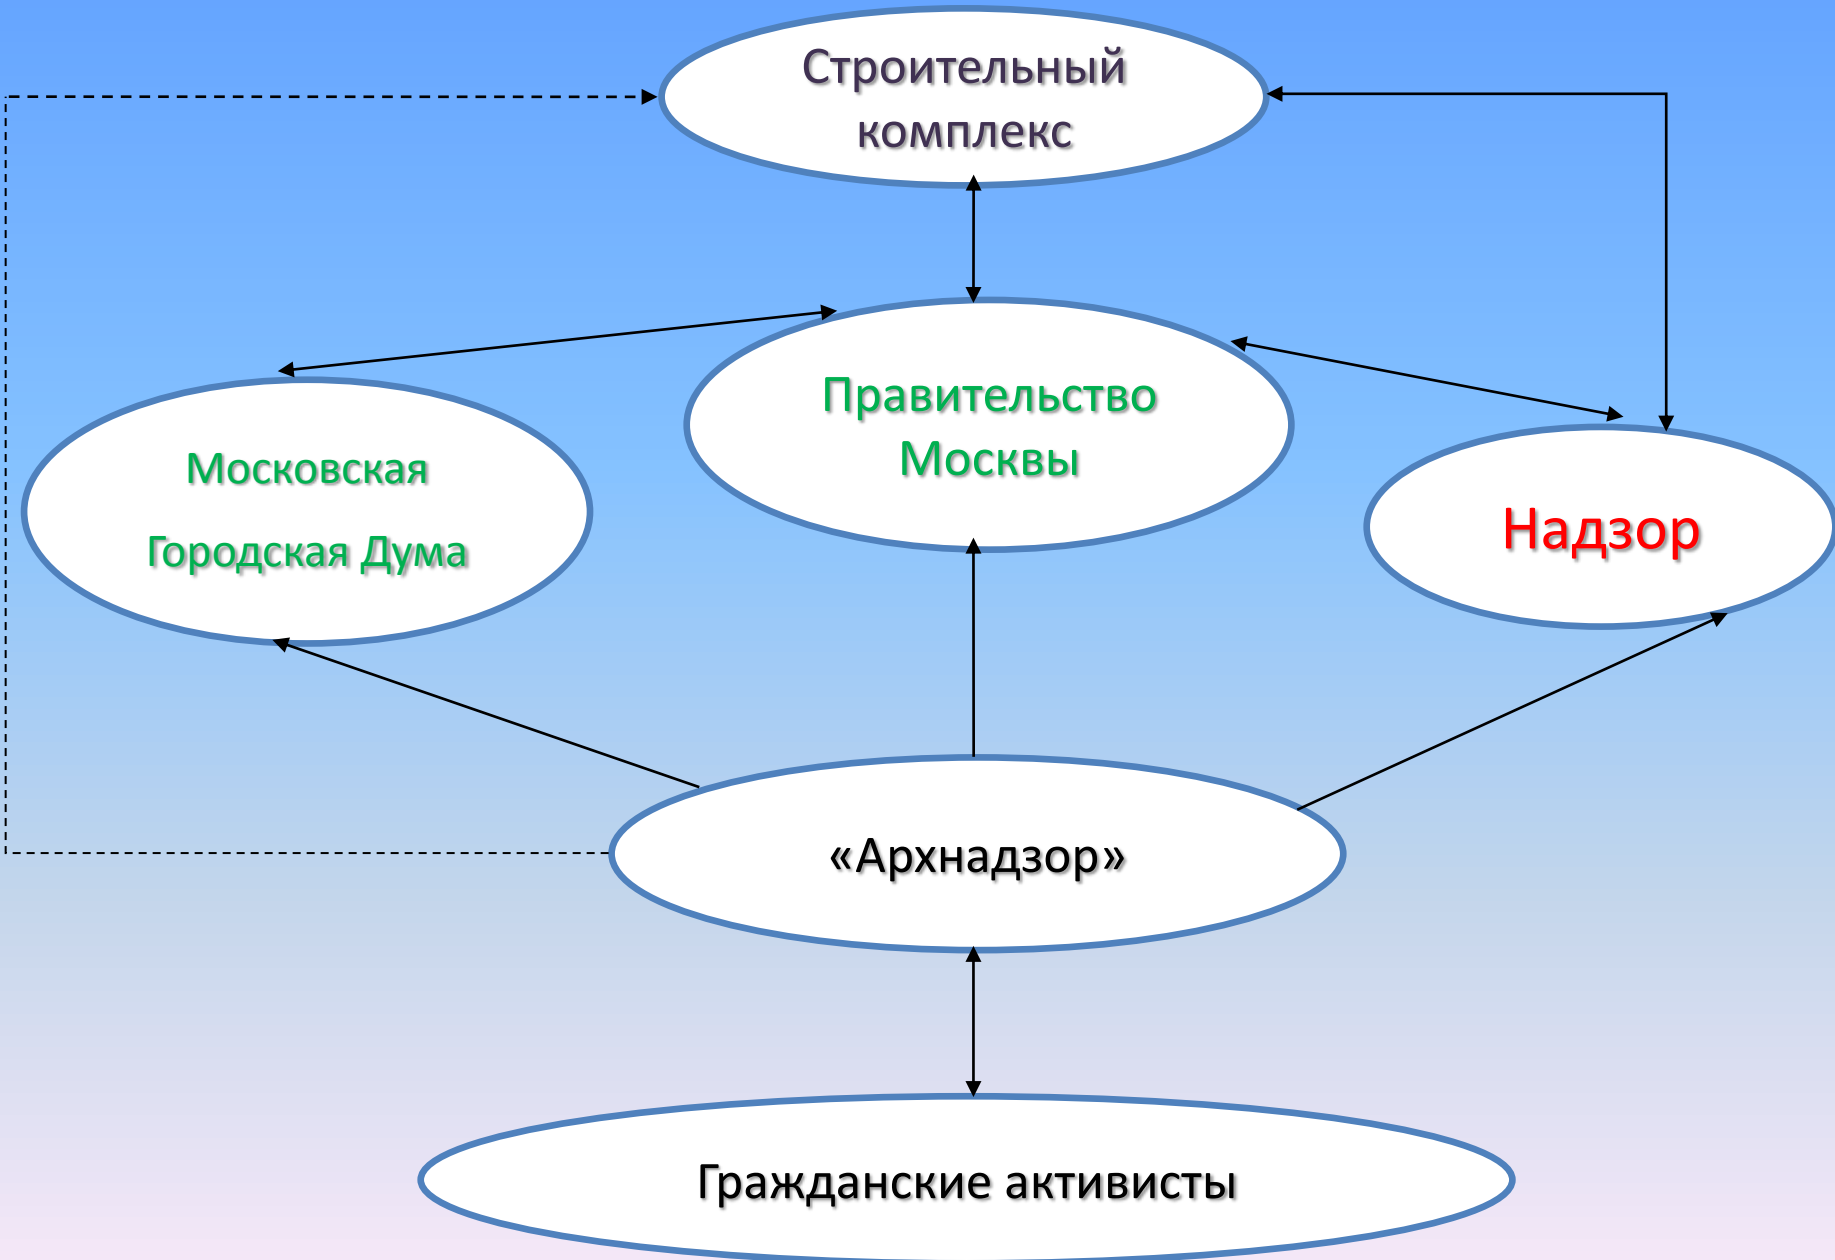 Строительный
комплекс
Правительство
Москвы
Московская
Городская Дума
Надзор
«Архнадзор»
Гражданские активисты